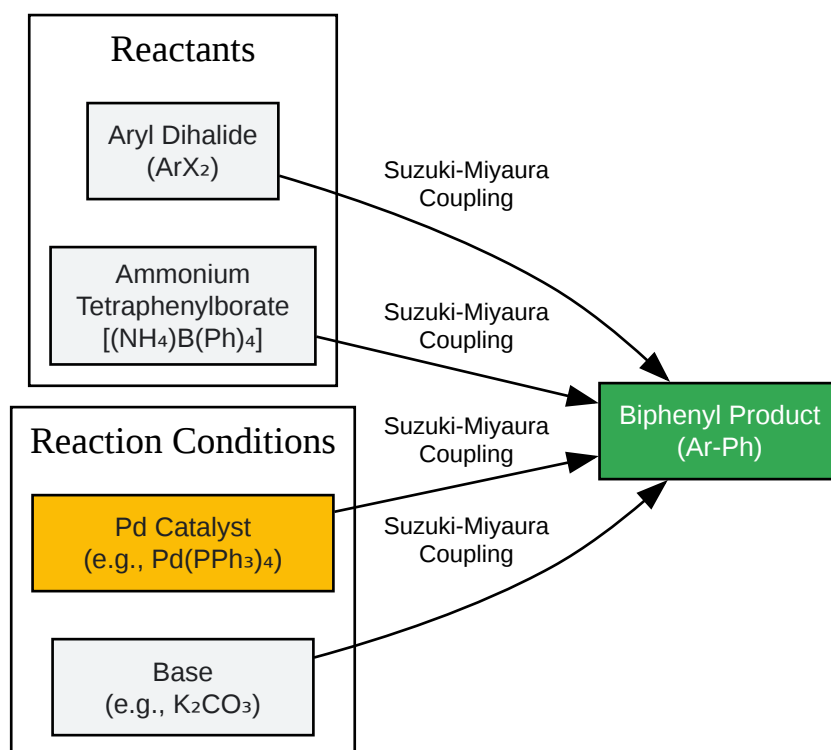 Reactants
Aryl Dihalide
(ArX₂)
Ammonium
Tetraphenylborate
[(NH₄)B(Ph)₄]
Suzuki-Miyaura
Coupling
Suzuki-Miyaura
Coupling
Reaction Conditions
Pd Catalyst
(e.g., Pd(PPh₃)₄)
Base
(e.g., K₂CO₃)
Suzuki-Miyaura
Coupling
Suzuki-Miyaura
Coupling
Biphenyl Product
(Ar-Ph)